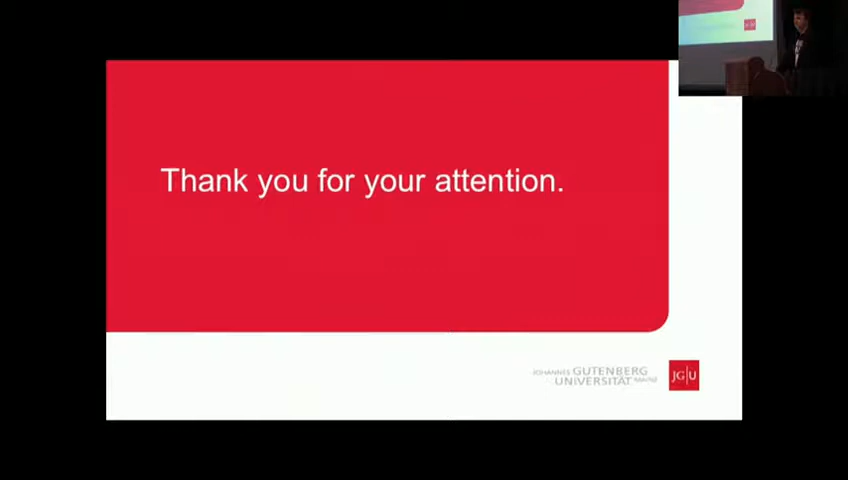 Thank you for your attention.
JOHANNES GUTENBERG
UNIVERSITÄT MAINZ
JG|U